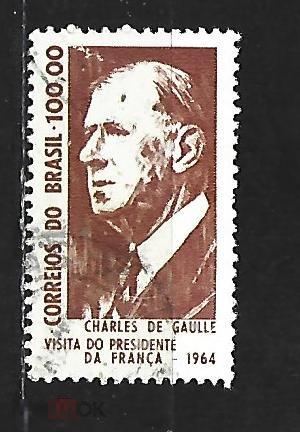 CORREIOS DO BRASIL · 100,00
CHARLES DE GAULLE
VISITA DO PRESIDENTE
DA FRANÇA - 1964